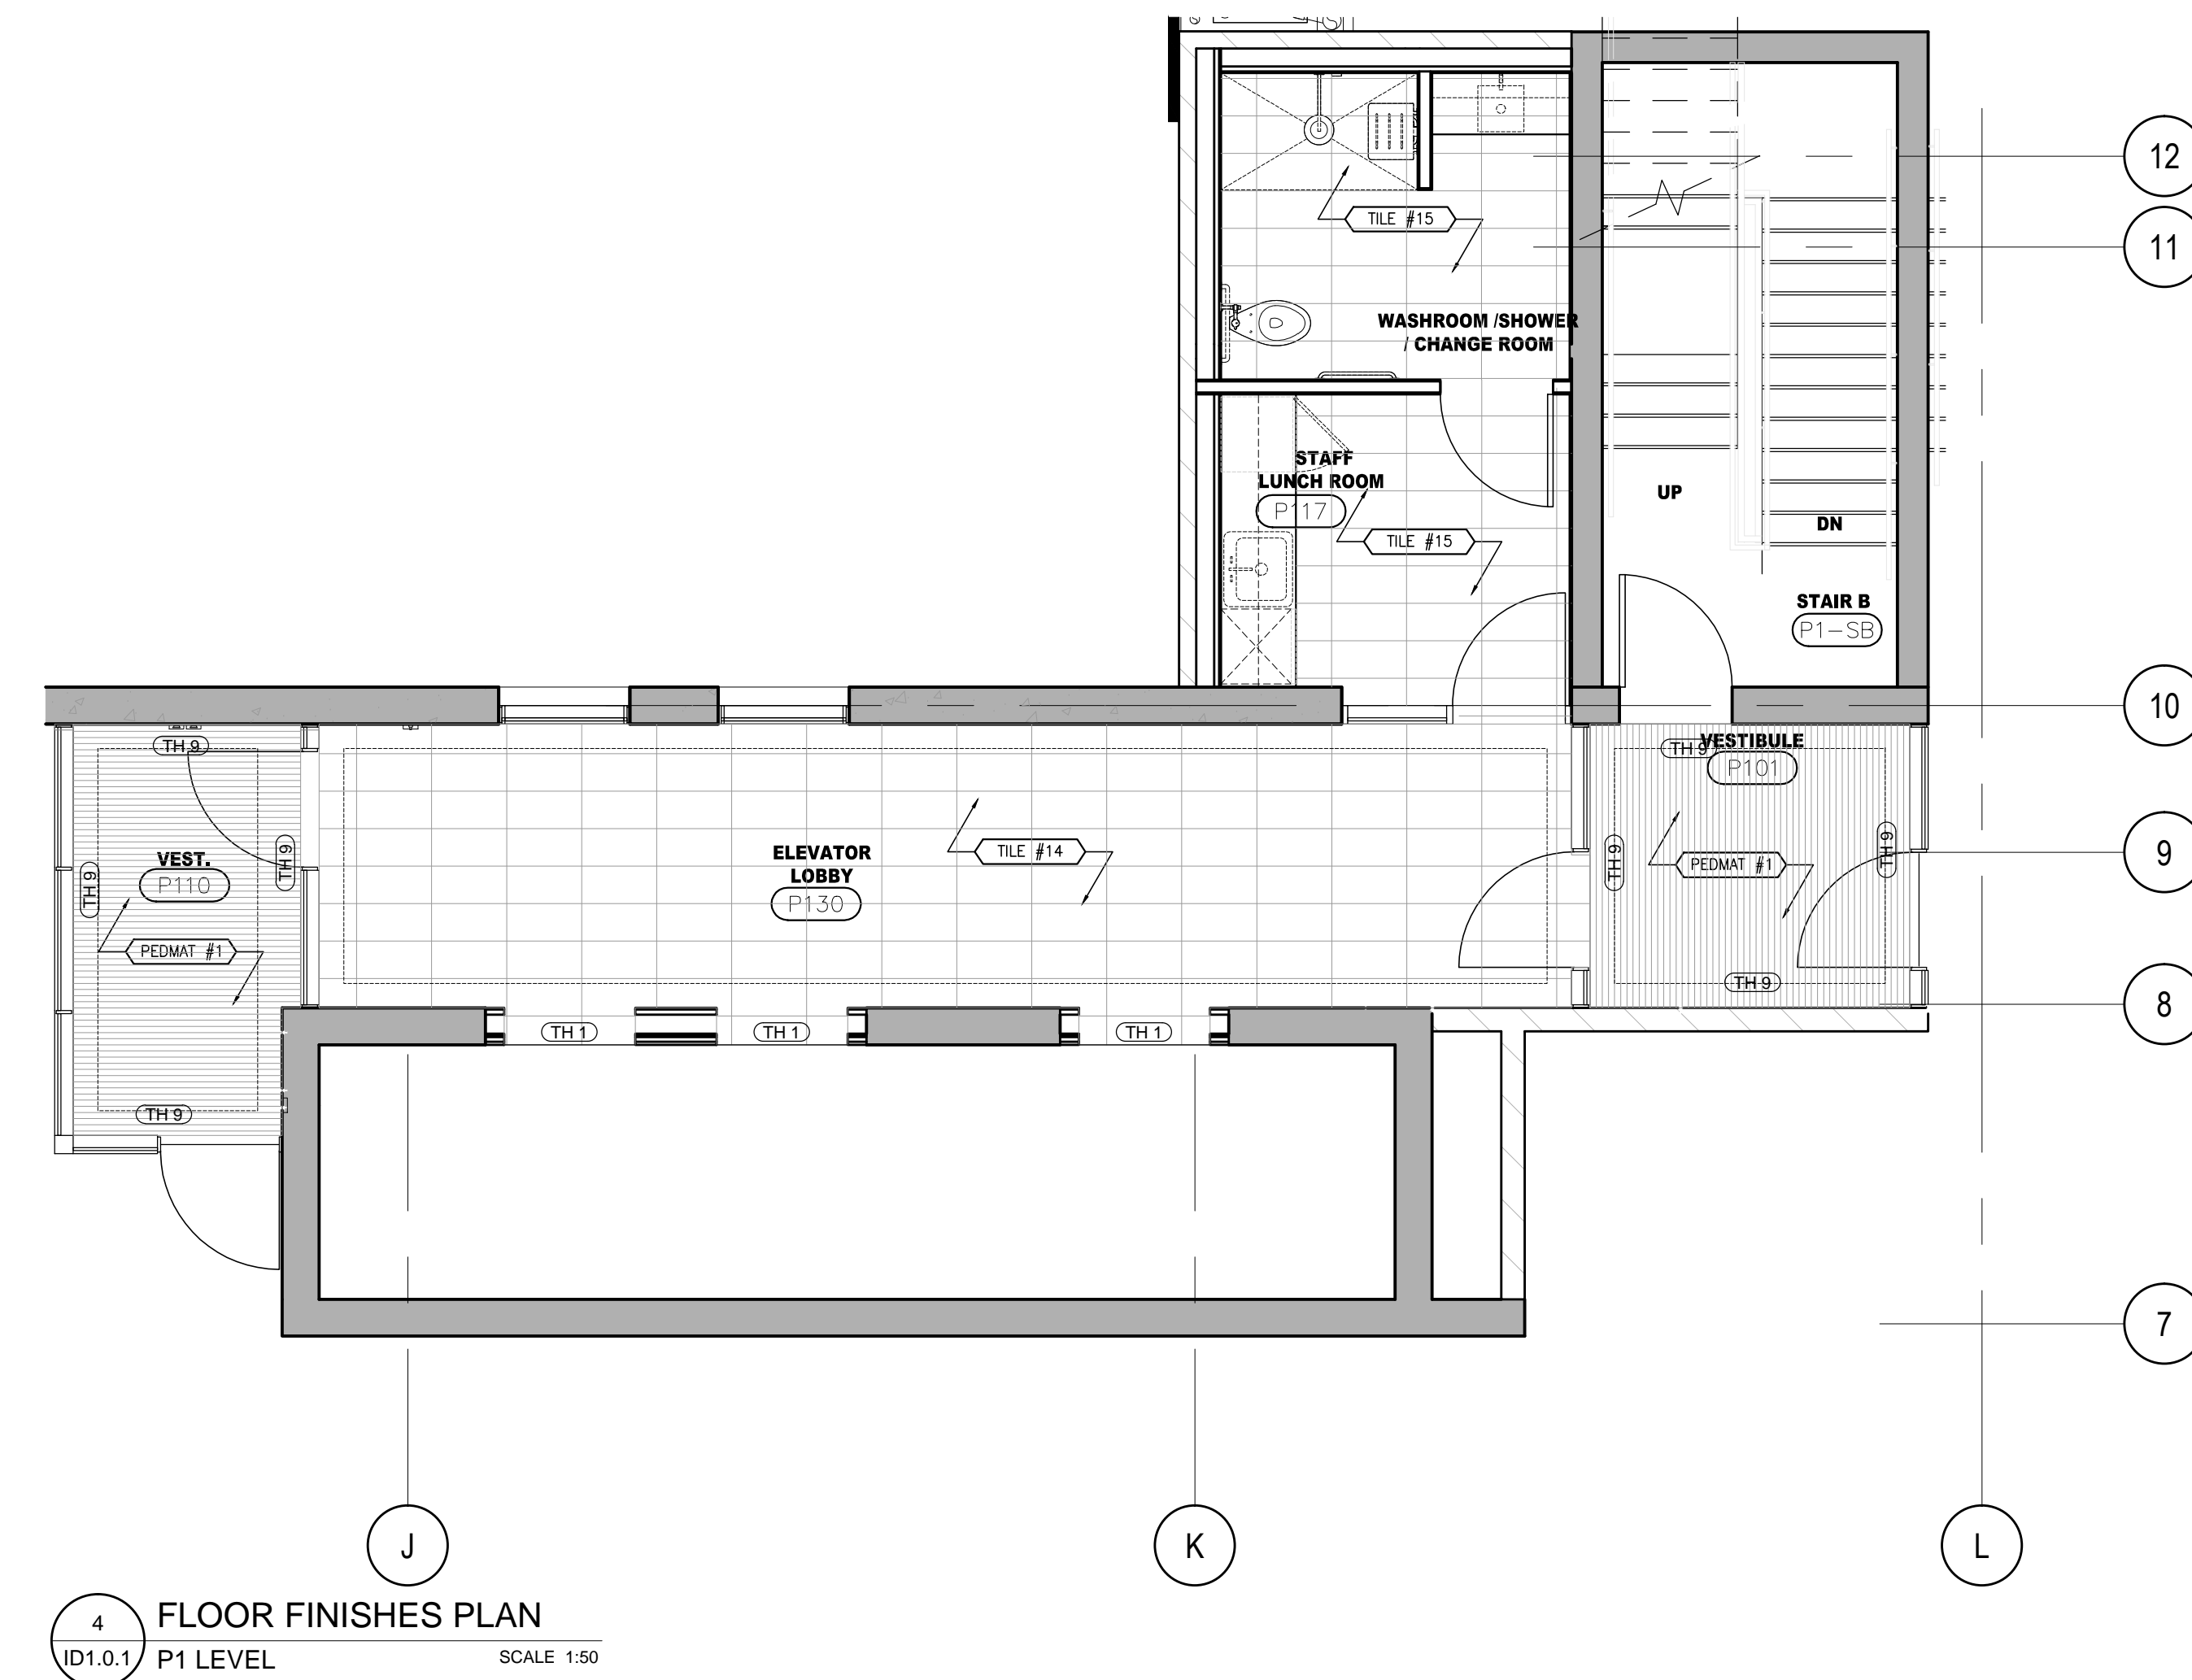 12
TILE #15
11
WASHROOM /SHOWER
/ CHANGE ROOM
STAFF
LUNCH ROOM
P117
UP
DN
TILE #15
STAIR B
P1-SB
10
TH 9
TH 9
VESTIBULE
P101
ELEVATOR
LOBBY
P130
TILE #14
VEST.
P110
TH 9
TH 9
TH 9
TH 9
PEDMAT #1
9
PEDMAT #1
TH 9
8
TH 1
TH 1
TH 1
TH 9
7
J
K
L
4
ID1.0.1
FLOOR FINISHES PLAN
P1 LEVEL
SCALE 1:50